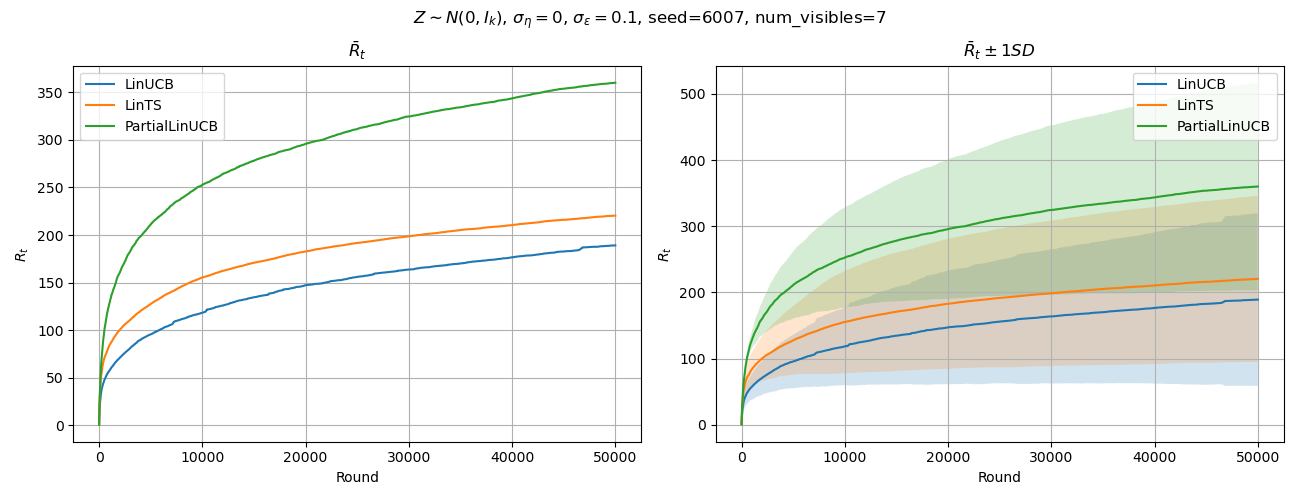 Z ∼ N(0, I_k), σ_η = 0, σ_ε = 0.1, seed=6007, num_visibles=7
R̄_t
R_t
350
300
250
200
150
100
50
0
LinUCB
LinTS
PartialLinUCB
0 10000 20000 30000 40000 50000
Round
R̄_t ± 1SD
R_t
500
400
300
200
100
0
LinUCB
LinTS
PartialLinUCB
0 10000 20000 30000 40000 50000
Round